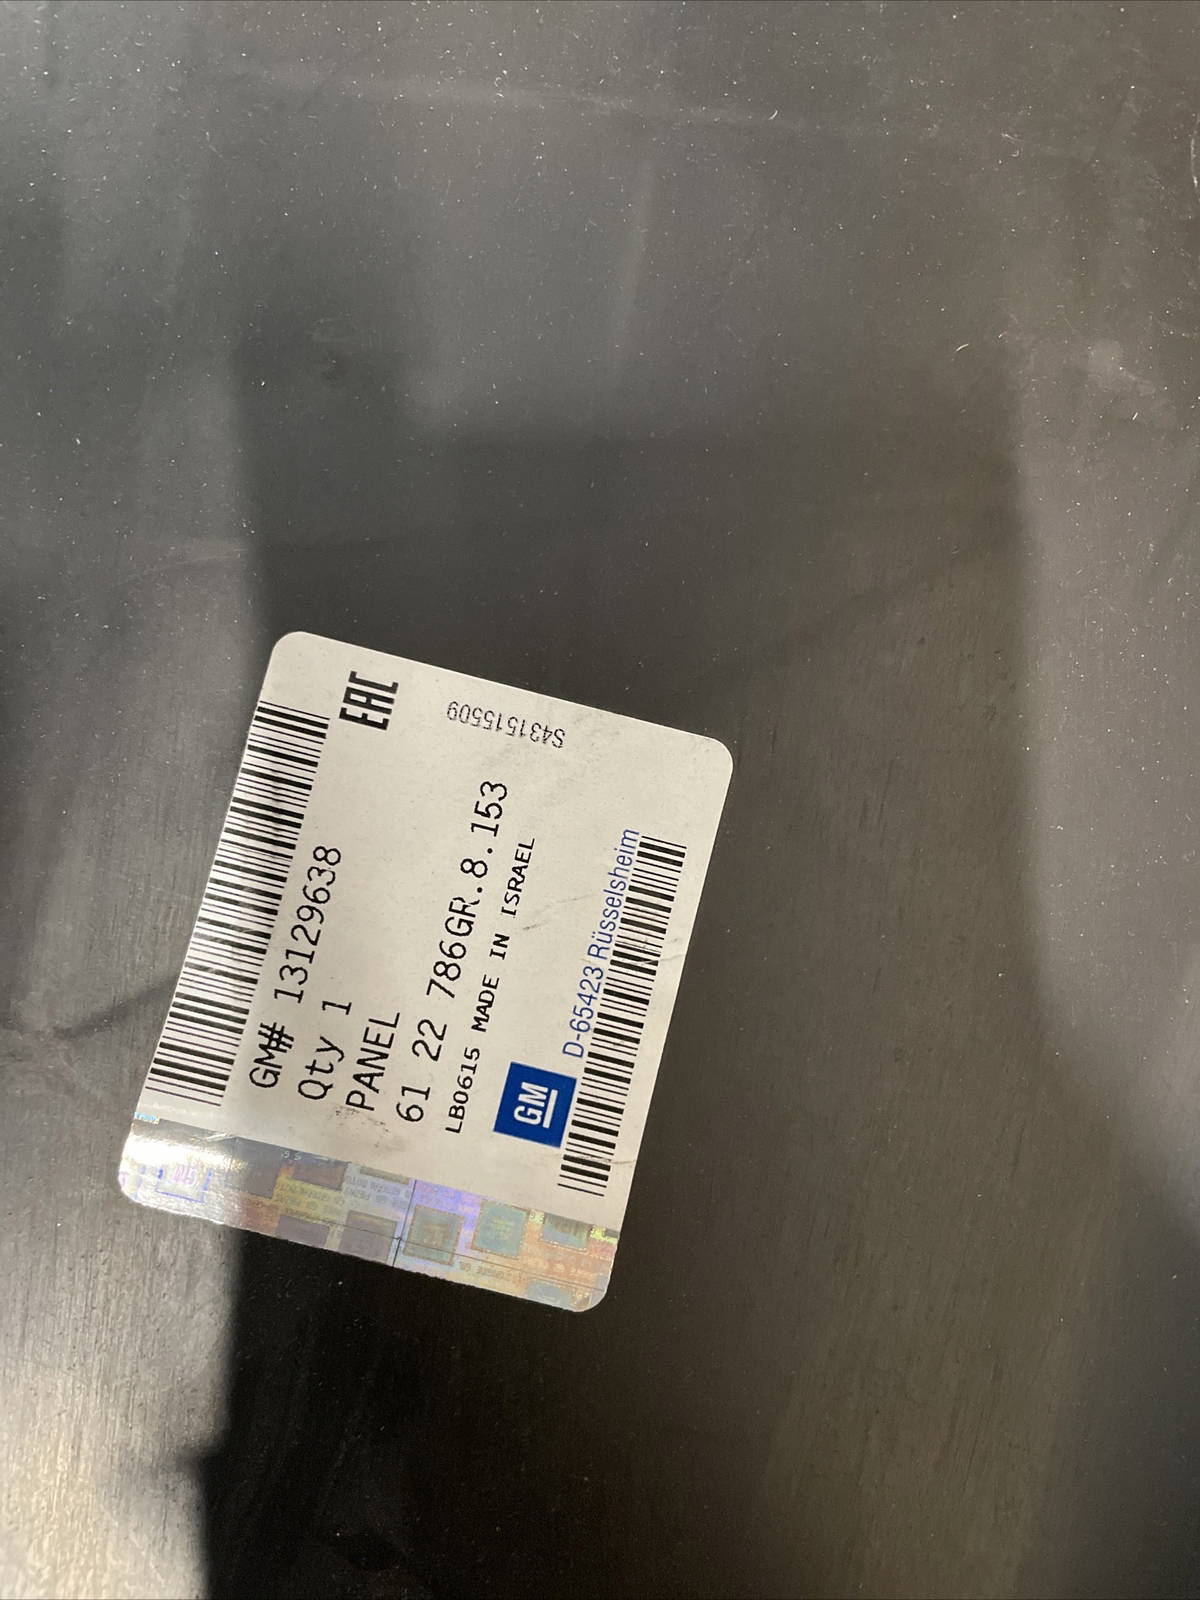 EAC
GM# 13129638
Qty 1
PANEL
61 22 786GR.8.153
LB0615 MADE IN ISRAEL
S431515509
GM
D-65423 Rüsselsheim